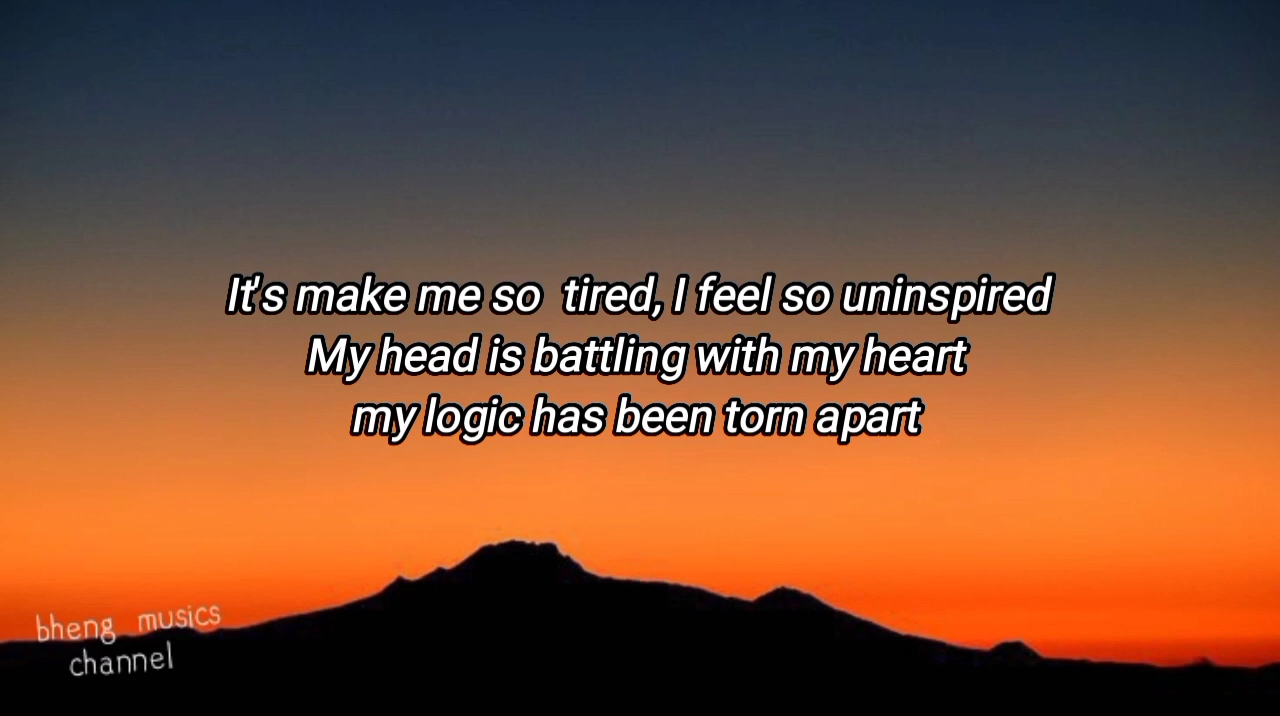 It's make me so  tired, I feel so uninspired
My head is battling with my heart
my logic has been torn apart
bheng musics
channel